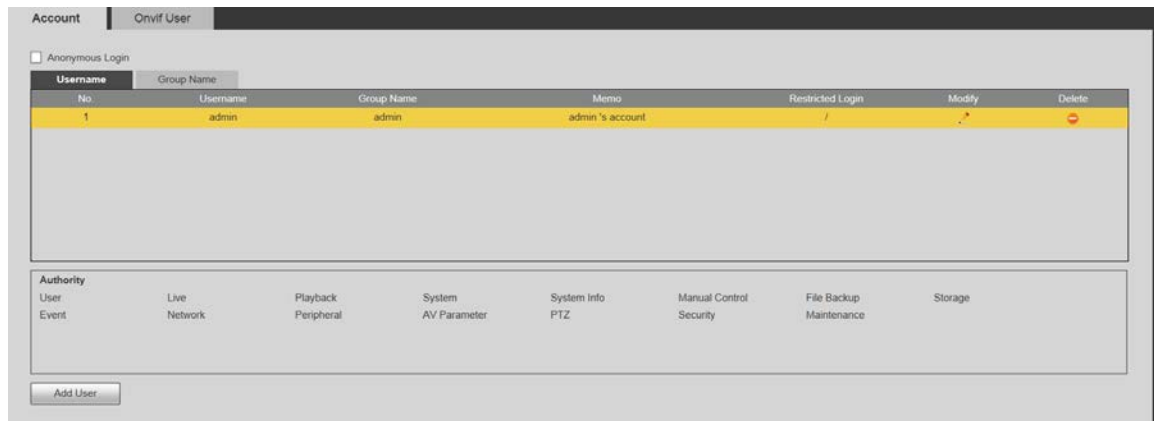 Account Onvif User
Anonymous Login
Username Group Name
No. Username Group Name Memo Restricted Login Modify Delete
1 admin admin admin 's account /
Authority
User Live Playback System System Info Manual Control File Backup Storage
Event Network Peripheral AV Parameter PTZ Security Maintenance
Add User